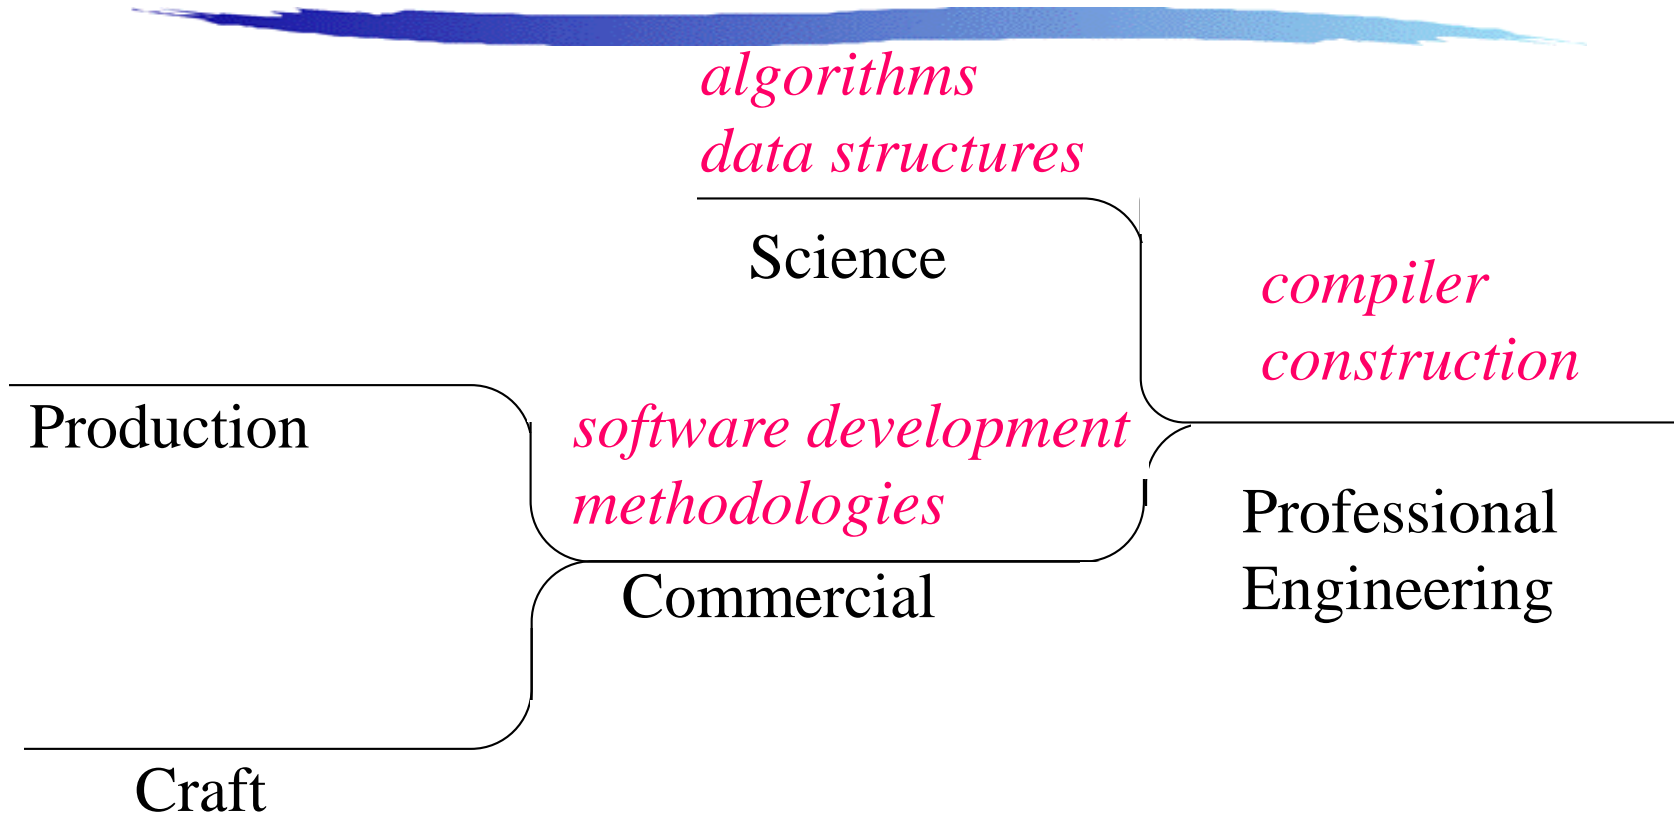 algorithms
data structures
Science
compiler
construction
Production
software development
methodologies
Professional
Engineering
Commercial
Craft